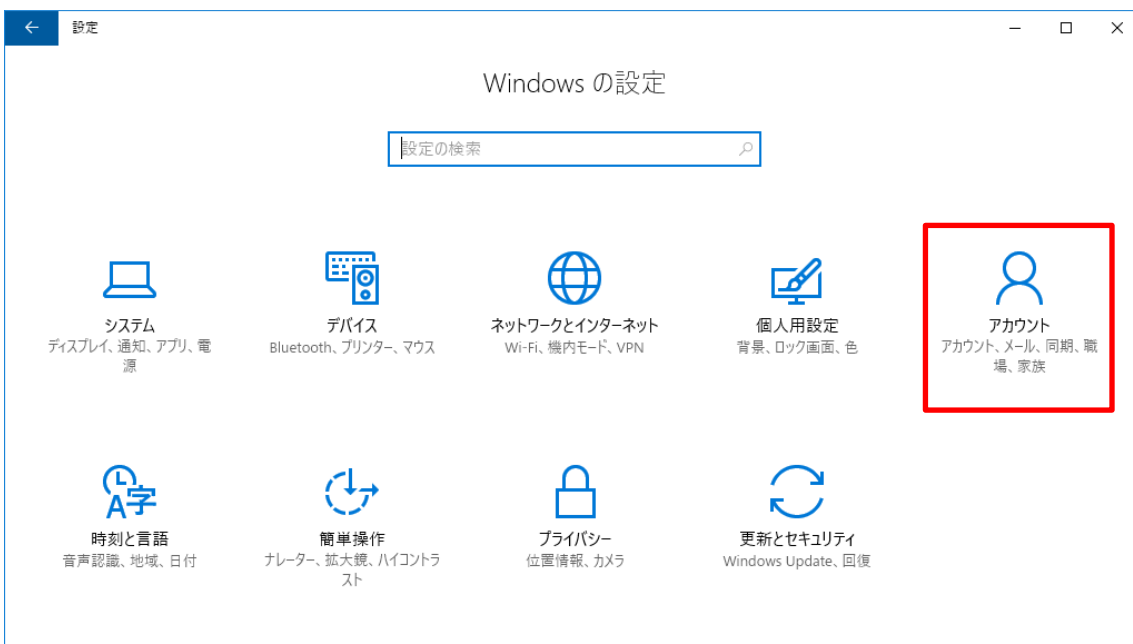 設定
Windows の設定
設定の検索
システム
ディスプレイ、通知、アプリ、電
源
デバイス
Bluetooth、プリンター、マウス
ネットワークとインターネット
Wi-Fi、機内モード、VPN
個人用設定
背景、ロック画面、色
アカウント
アカウント、メール、同期、職
場、家族
A字
時刻と言語
音声認識、地域、日付
簡単操作
ナレーター、拡大鏡、ハイコントラ
スト
プライバシー
位置情報、カメラ
更新とセキュリティ
Windows Update、回復